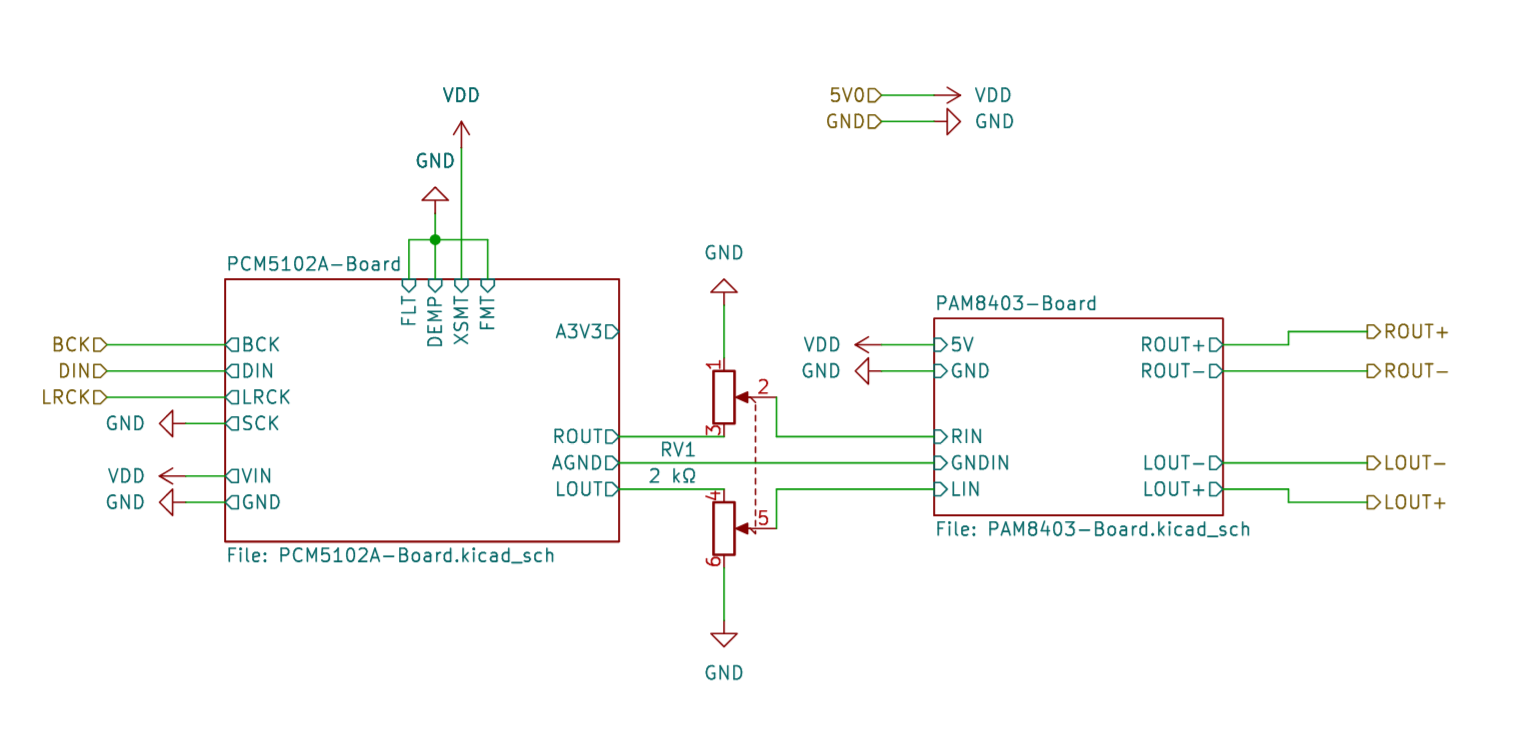 VDD
5V0
VDD
GND
GND
GND
GND
PCM5102A-Board
FLT
DEMP
XSMT
FMT
PAM8403-Board
A3V3
BCK
BCK
DIN
DIN
LRCK
LRCK
GND
SCK
VDD
VIN
GND
GND
ROUT
AGND
LOUT
1
2
3
RV1
2 kΩ
4
5
6
VDD
5V
GND
GND
RIN
GNDIN
LIN
ROUT+
ROUT+
ROUT-
ROUT-
LOUT-
LOUT-
LOUT+
LOUT+
File: PAM8403-Board.kicad_sch
File: PCM5102A-Board.kicad_sch
GND